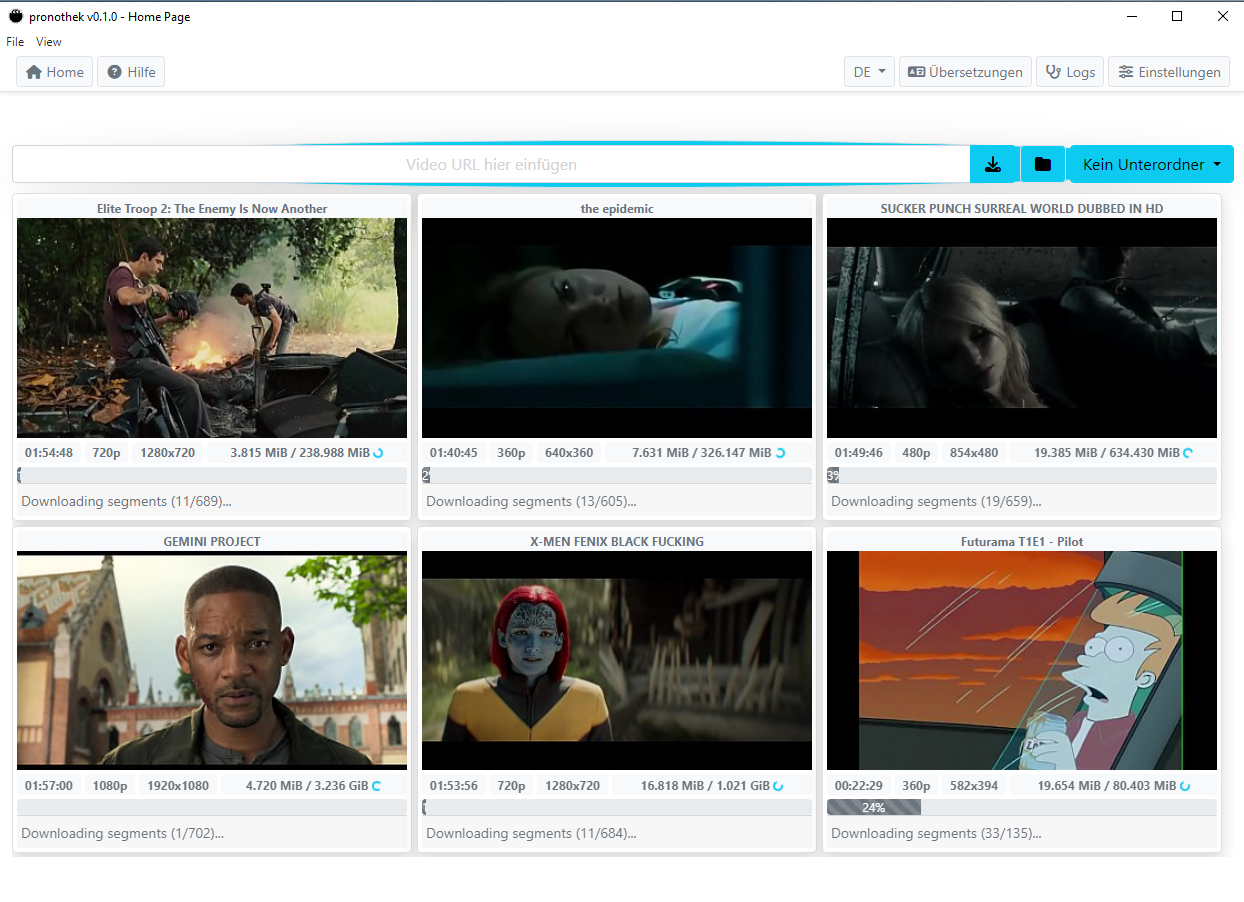 pronothek v0.1.0 - Home Page
File View
Home Hilfe DE Übersetzungen Logs Einstellungen
Video URL hier einfügen Kein Unterordner
Elite Troop 2: The Enemy Is Now Another
the epidemic
SUCKER PUNCH SURREAL WORLD DUBBED IN HD
01:54:48 720p 1280x720 3.815 MiB / 238.988 MiB
01:40:45 360p 640x360 7.631 MiB / 326.147 MiB
01:49:46 480p 854x480 19.385 MiB / 634.430 MiB
3%
Downloading segments (11/689)...
Downloading segments (13/605)...
Downloading segments (19/659)...
GEMINI PROJECT
X-MEN FENIX BLACK FUCKING
Futurama T1E1 - Pilot
01:57:00 1080p 1920x1080 4.720 MiB / 3.236 GiB
01:53:56 720p 1280x720 16.818 MiB / 1.021 GiB
00:22:29 360p 582x394 19.654 MiB / 80.403 MiB
24%
Downloading segments (1/702)...
Downloading segments (11/684)...
Downloading segments (33/135)...